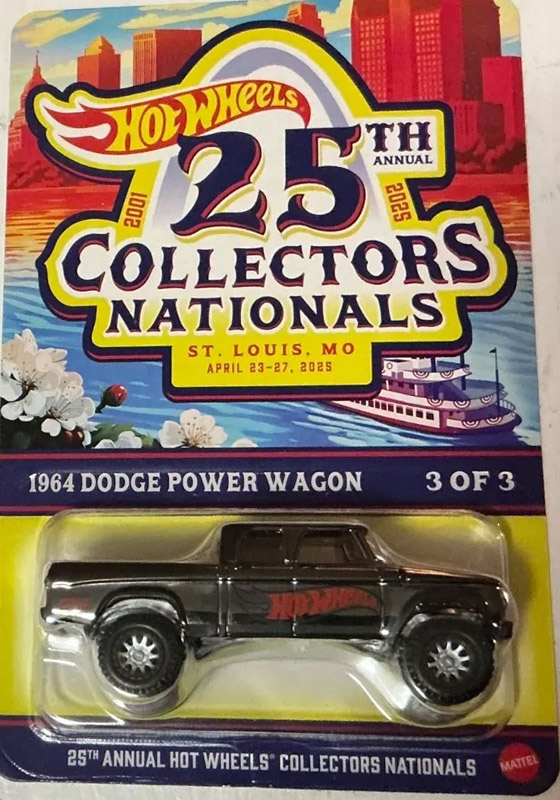 HOT WHEELS
25TH
ANNUAL
2001
2025
COLLECTORS
NATIONALS
ST. LOUIS, MO
APRIL 23-27, 2025
1964 DODGE POWER WAGON 3 OF 3
HOT WHEELS
25TH ANNUAL HOT WHEELS® COLLECTORS NATIONALS
MATTEL